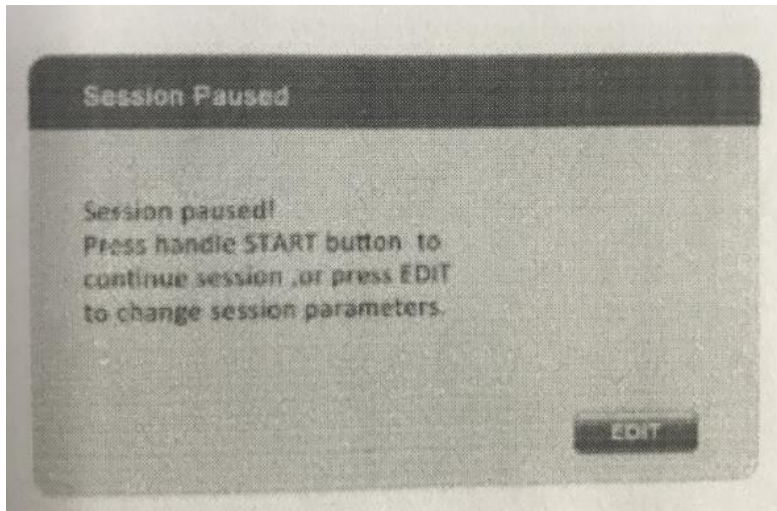 Session Paused
Session paused!
Press handle START button to
continue session ,or press EDIT
to change session parameters.
EDIT